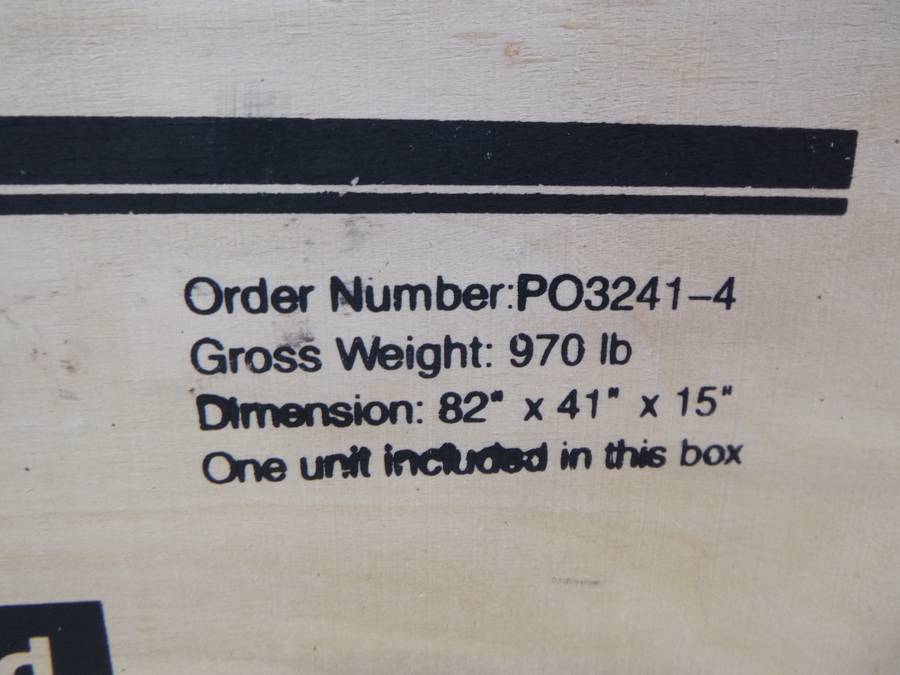 Order Number:PO3241-4
Gross Weight: 970 lb
Dimension: 82" x 41" x 15"
One unit included in this box
d